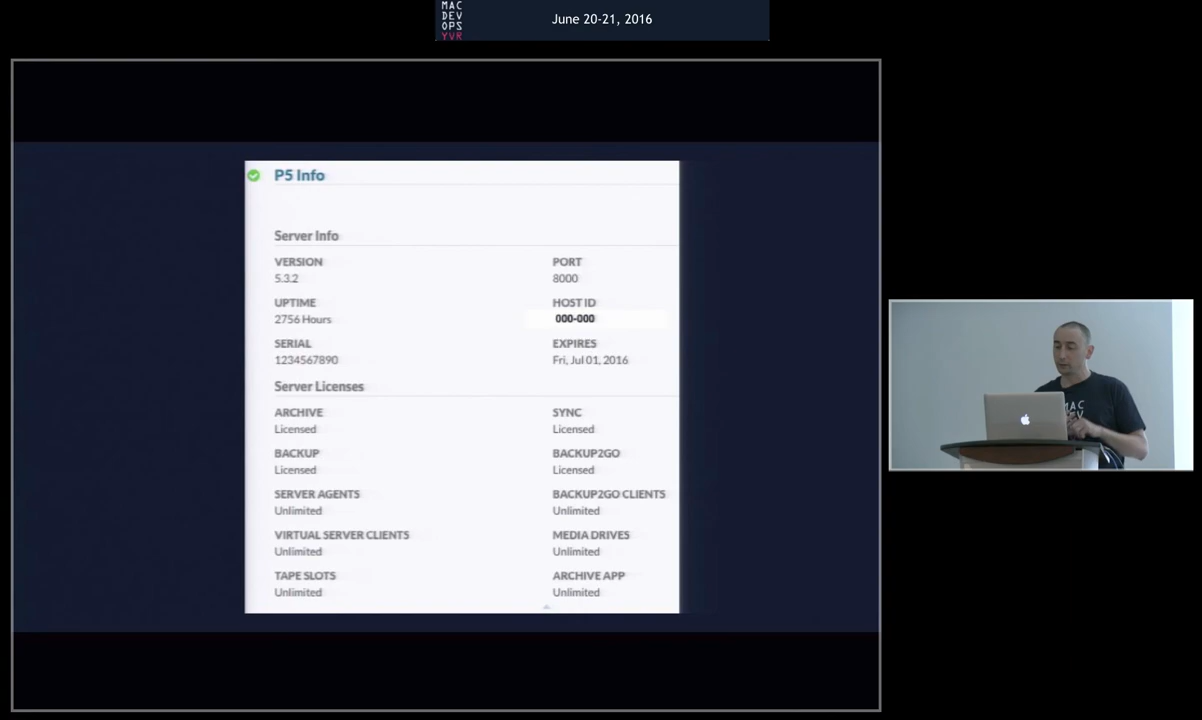 MAC
DEV
OPS
YVR
June 20-21, 2016
P5 Info
Server Info
VERSION PORT
5.3.2 8000
UPTIME HOST ID
2756 Hours 000-000
SERIAL EXPIRES
1234567890 Fri, Jul 01, 2016
Server Licenses
ARCHIVE SYNC
Licensed Licensed
BACKUP BACKUP2GO
Licensed Licensed
SERVER AGENTS BACKUP2GO CLIENTS
Unlimited Unlimited
VIRTUAL SERVER CLIENTS MEDIA DRIVES
Unlimited Unlimited
TAPE SLOTS ARCHIVE APP
Unlimited Unlimited
MAC
DEV